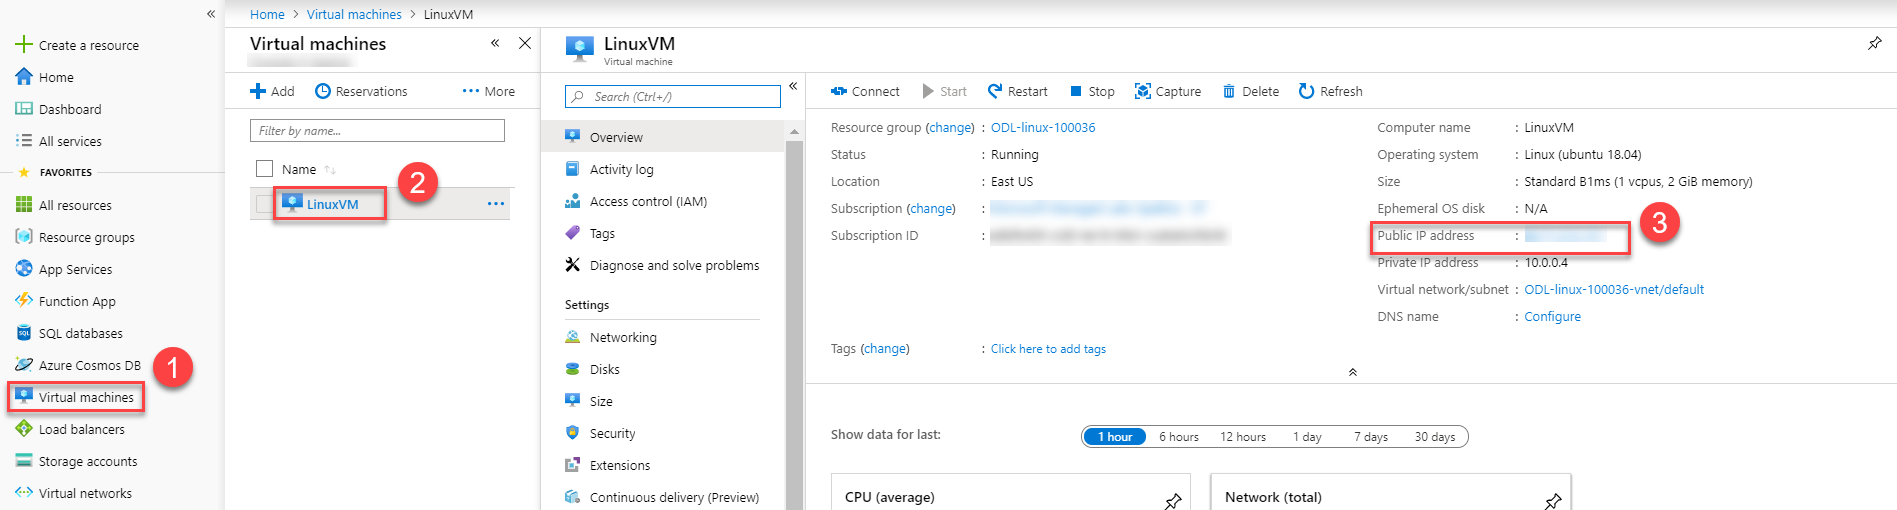 «
Create a resource
Home
Dashboard
All services
FAVORITES
All resources
Resource groups
App Services
Function App
SQL databases
Azure Cosmos DB
1
Virtual machines
Load balancers
Storage accounts
Virtual networks
Home > Virtual machines > LinuxVM
Virtual machines
Add Reservations ··· More
Filter by name...
Name
LinuxVM ···
2
LinuxVM
Virtual machine
Search (Ctrl+/)
Overview
Activity log
Access control (IAM)
Tags
Diagnose and solve problems
Settings
Networking
Disks
Size
Security
Extensions
Continuous delivery (Preview)
Connect Start Restart Stop Capture Delete Refresh
Resource group (change) : ODL-linux-100036
Status : Running
Location : East US
Subscription (change) :
Subscription ID :
Computer name : LinuxVM
Operating system : Linux (ubuntu 18.04)
Size : Standard B1ms (1 vcpus, 2 GiB memory)
Ephemeral OS disk : N/A
Public IP address :
3
Private IP address : 10.0.0.4
Virtual network/subnet : ODL-linux-100036-vnet/default
DNS name : Configure
Tags (change) : Click here to add tags
Show data for last: 1 hour 6 hours 12 hours 1 day 7 days 30 days
CPU (average)
Network (total)